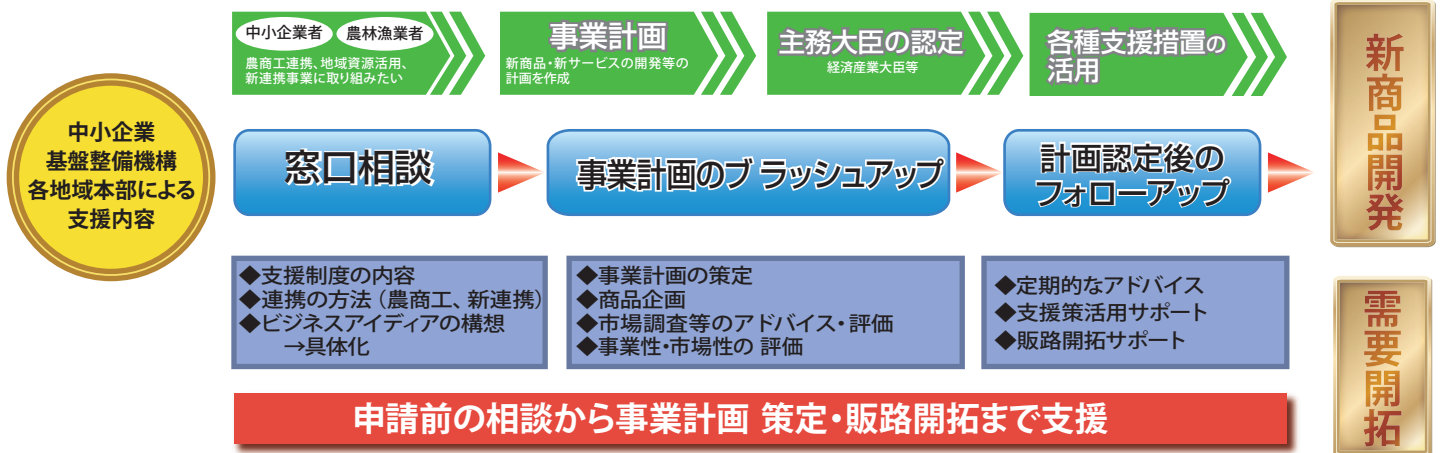 中小企業者 農林漁業者
農商工連携、地域資源活用、
新連携事業に取り組みたい
事業計画
新商品・新サービスの開発等の
計画を作成
主務大臣の認定
経済産業大臣等
各種支援措置の
活用
中小企業
基盤整備機構
各地域本部による
支援内容
窓口相談
事業計画のブ ラッシュアップ
計画認定後の
フォローアップ
◆支援制度の内容
◆連携の方法（農商工、新連携）
◆ビジネスアイディアの構想
→具体化
◆事業計画の策定
◆商品企画
◆市場調査等のアドバイス・評価
◆事業性・市場性の 評価
◆定期的なアドバイス
◆支援策活用サポート
◆販路開拓サポート
申請前の相談から事業計画 策定・販路開拓まで支援
新商品開発
需要開拓